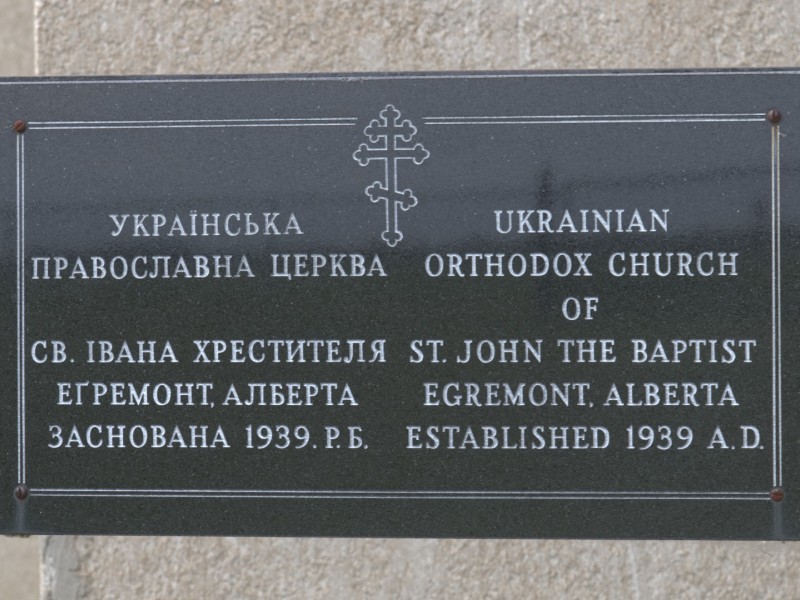 УКРАЇНСЬКА
ПРАВОСЛАВНА ЦЕРКВА
СВ. ІВАНА ХРЕСТИТЕЛЯ
ЕҐРЕМОНТ, АЛБЕРТА
ЗАСНОВАНА 1939. Р. Б.
UKRAINIAN
ORTHODOX CHURCH
OF
ST. JOHN THE BAPTIST
EGREMONT, ALBERTA
ESTABLISHED 1939 A.D.